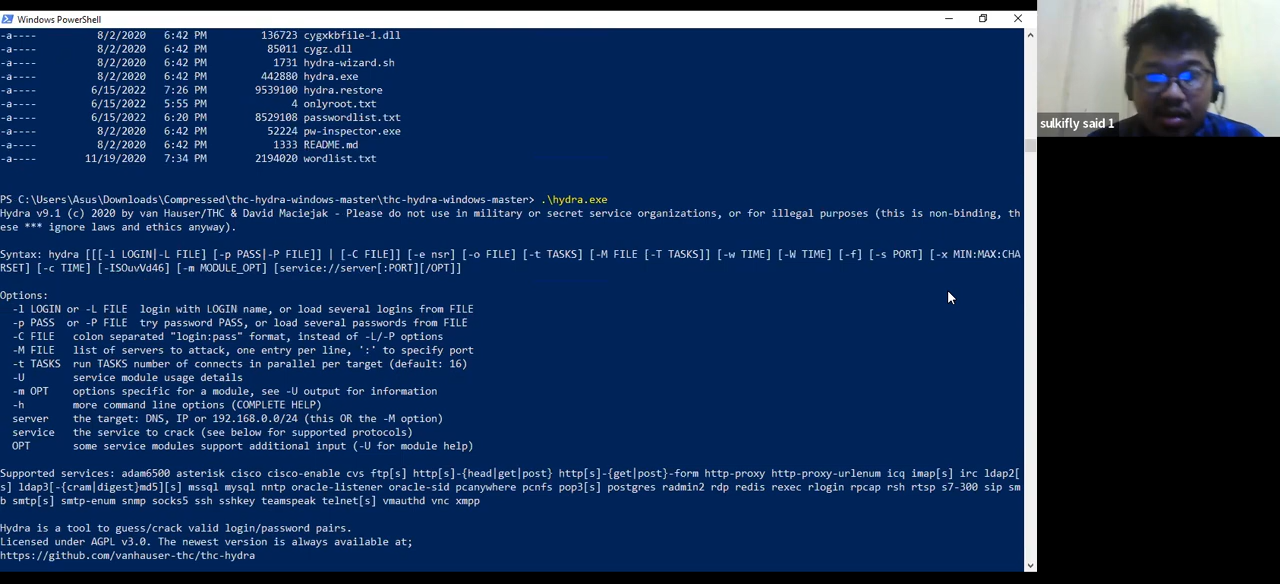 Windows PowerShell
-a---- 8/2/2020 6:42 PM 136723 cygxkbfile-1.dll
-a---- 8/2/2020 6:42 PM 85011 cygz.dll
-a---- 8/2/2020 6:42 PM 1731 hydra-wizard.sh
-a---- 8/2/2020 6:42 PM 442880 hydra.exe
-a---- 6/15/2022 7:26 PM 9539100 hydra.restore
-a---- 6/15/2022 5:55 PM 4 onlyroot.txt
-a---- 6/15/2022 6:20 PM 8529108 passwordlist.txt
-a---- 8/2/2020 6:42 PM 52224 pw-inspector.exe
-a---- 8/2/2020 6:42 PM 1333 README.md
-a---- 11/19/2020 7:34 PM 2194020 wordlist.txt
PS C:\Users\Asus\Downloads\Compressed\thc-hydra-windows-master\thc-hydra-windows-master> .\hydra.exe
Hydra v9.1 (c) 2020 by van Hauser/THC & David Maciejak - Please do not use in military or secret service organizations, or for illegal purposes (this is non-binding, th
ese *** ignore laws and ethics anyway).
Syntax: hydra [[[-l LOGIN|-L FILE] [-p PASS|-P FILE]] | [-C FILE]] [-e nsr] [-o FILE] [-t TASKS] [-M FILE [-T TASKS]] [-w TIME] [-W TIME] [-f] [-s PORT] [-x MIN:MAX:CHA
RSET] [-c TIME] [-ISOuvVd46] [-m MODULE_OPT] [service://server[:PORT][/OPT]]
Options:
-l LOGIN or -L FILE login with LOGIN name, or load several logins from FILE
-p PASS or -P FILE try password PASS, or load several passwords from FILE
-C FILE colon separated "login:pass" format, instead of -L/-P options
-M FILE list of servers to attack, one entry per line, ':' to specify port
-t TASKS run TASKS number of connects in parallel per target (default: 16)
-U service module usage details
-m OPT options specific for a module, see -U output for information
-h more command line options (COMPLETE HELP)
server the target: DNS, IP or 192.168.0.0/24 (this OR the -M option)
service the service to crack (see below for supported protocols)
OPT some service modules support additional input (-U for module help)
Supported services: adam6500 asterisk cisco cisco-enable cvs ftp[s] http[s]-{head|get|post} http[s]-{get|post}-form http-proxy http-proxy-urlenum icq imap[s] irc ldap2[
s] ldap3[-{cram|digest}md5][s] mssql mysql nntp oracle-listener oracle-sid pcanywhere pcnfs pop3[s] postgres radmin2 rdp redis rexec rlogin rpcap rsh rtsp s7-300 sip sm
b smtp[s] smtp-enum snmp socks5 ssh sshkey teamspeak telnet[s] vmauthd vnc xmpp
Hydra is a tool to guess/crack valid login/password pairs.
Licensed under AGPL v3.0. The newest version is always available at;
https://github.com/vanhauser-thc/thc-hydra
sulkifly said 1